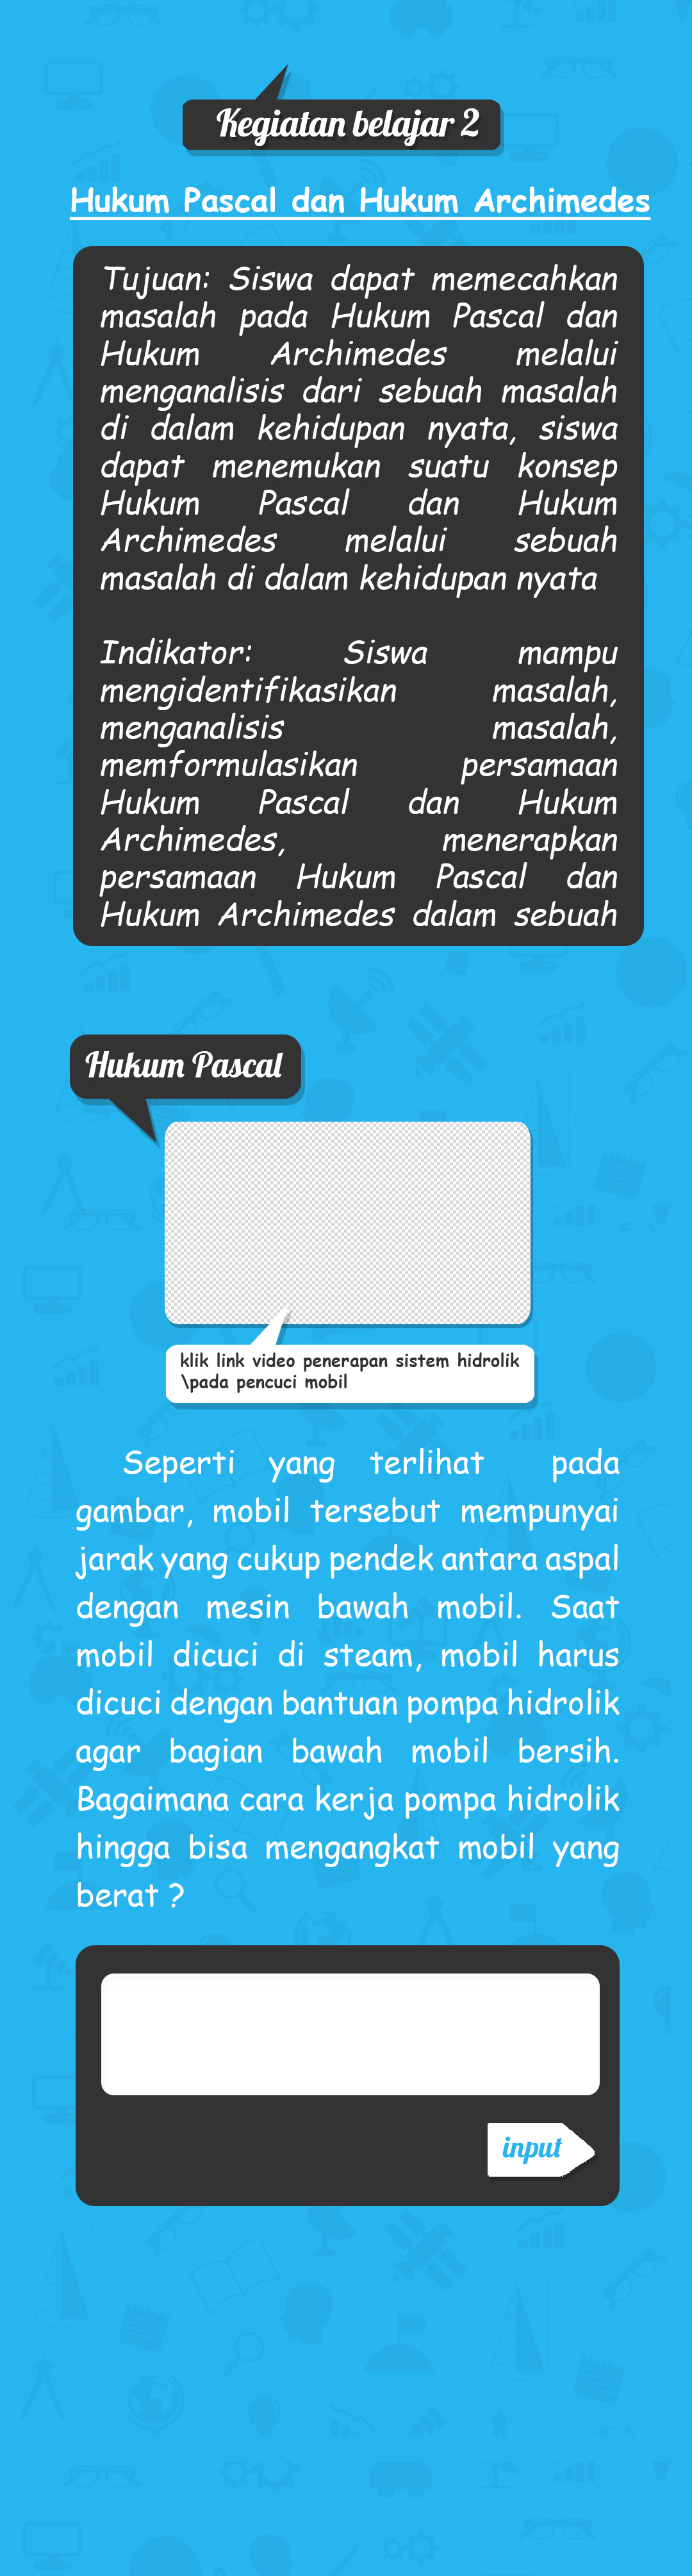 Kegiatan belajar 2
Hukum Pascal dan Hukum Archimedes
Tujuan: Siswa dapat memecahkan
masalah pada Hukum Pascal dan
Hukum Archimedes melalui
menganalisis dari sebuah masalah
di dalam kehidupan nyata, siswa
dapat menemukan suatu konsep
Hukum Pascal dan Hukum
Archimedes melalui sebuah
masalah di dalam kehidupan nyata
Indikator: Siswa mampu
mengidentifikasikan masalah,
menganalisis masalah,
memformulasikan persamaan
Hukum Pascal dan Hukum
Archimedes, menerapkan
persamaan Hukum Pascal dan
Hukum Archimedes dalam sebuah
Hukum Pascal
klik link video penerapan sistem hidrolik
\pada pencuci mobil
Seperti yang terlihat pada
gambar, mobil tersebut mempunyai
jarak yang cukup pendek antara aspal
dengan mesin bawah mobil. Saat
mobil dicuci di steam, mobil harus
dicuci dengan bantuan pompa hidrolik
agar bagian bawah mobil bersih.
Bagaimana cara kerja pompa hidrolik
hingga bisa mengangkat mobil yang
berat ?
input